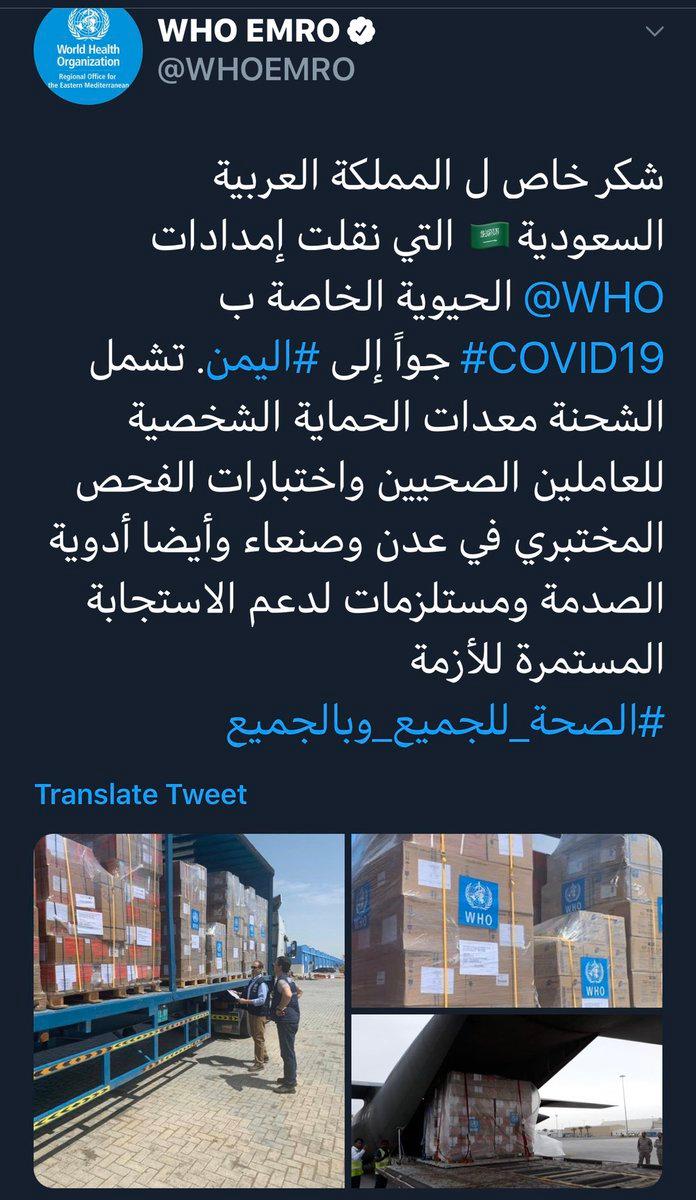 World Health
Organization
Regional Office for
the Eastern Mediterranean
WHO EMRO
@WHOEMRO
شكر خاص ل المملكة العربية
السعودية🇸🇦 التي نقلت إمدادات
@WHO الحيوية الخاصة ب
#COVID19 جواً إلى #اليمن. تشمل
الشحنة معدات الحماية الشخصية
للعاملين الصحيين واختبارات الفحص
المختبري في عدن وصنعاء وأيضا أدوية
الصدمة ومستلزمات لدعم الاستجابة
المستمرة للأزمة
#الصحة_للجميع_وبالجميع
Translate Tweet
WHO
WHO
WHO